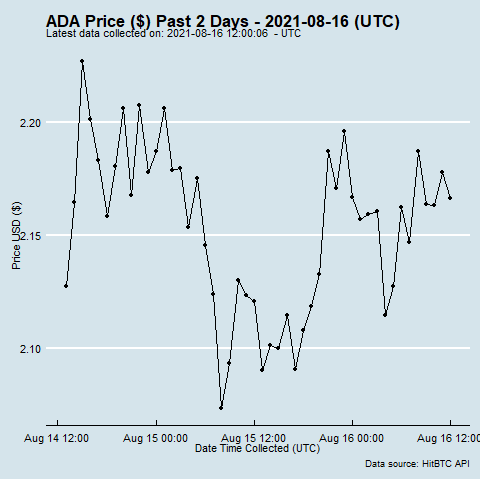 ADA Price ($) Past 2 Days - 2021-08-16 (UTC)
Latest data collected on: 2021-08-16 12:00:06 - UTC
Price USD ($)
2.20
2.15
2.10
Aug 14 12:00
Aug 15 00:00
Aug 15 12:00
Aug 16 00:00
Aug 16 12:00
Date Time Collected (UTC)
Data source: HitBTC API